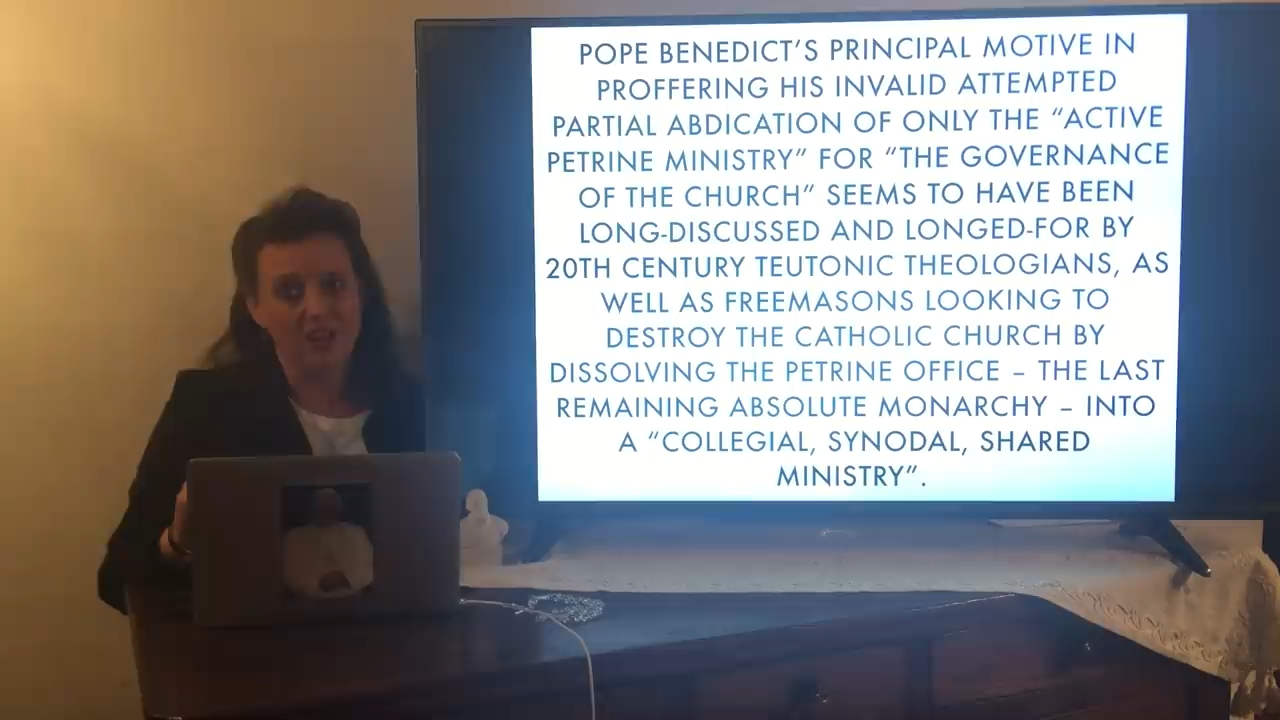 POPE BENEDICT'S PRINCIPAL MOTIVE IN
PROFFERING HIS INVALID ATTEMPTED
PARTIAL ABDICATION OF ONLY THE “ACTIVE
PETRINE MINISTRY” FOR “THE GOVERNANCE
OF THE CHURCH” SEEMS TO HAVE BEEN
LONG-DISCUSSED AND LONGED-FOR BY
20TH CENTURY TEUTONIC THEOLOGIANS, AS
WELL AS FREEMASONS LOOKING TO
DESTROY THE CATHOLIC CHURCH BY
DISSOLVING THE PETRINE OFFICE – THE LAST
REMAINING ABSOLUTE MONARCHY – INTO
A “COLLEGIAL, SYNODAL, SHARED
MINISTRY”.